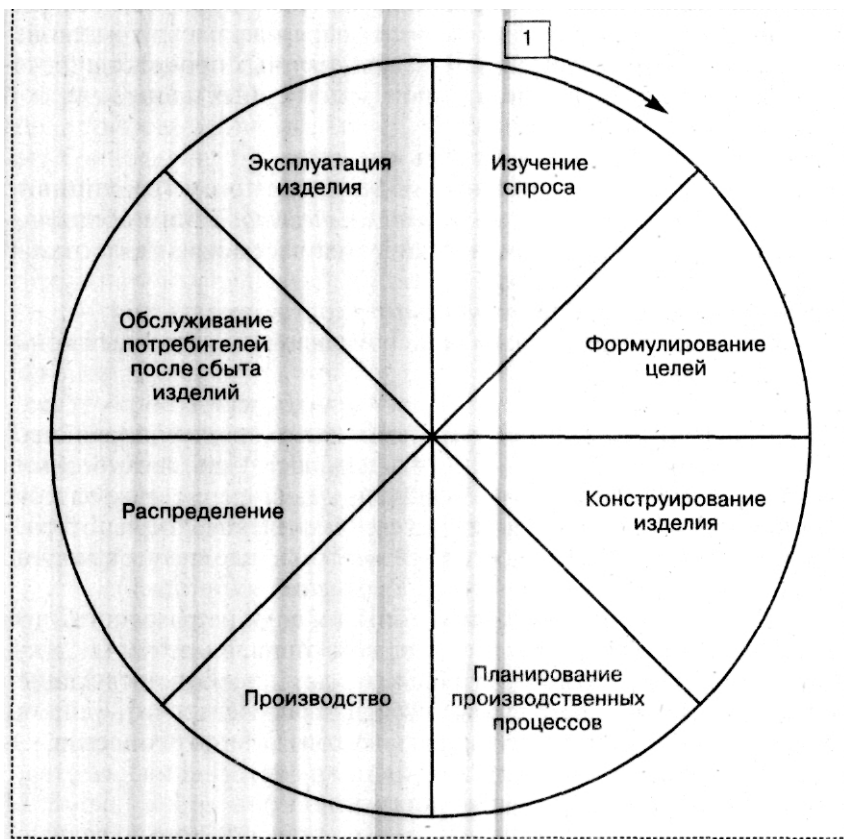 1
Эксплуатация
изделия
Изучение
спроса
Обслуживание
потребителей
после сбыта
изделий
Формулирование
целей
Распределение
Конструирование
изделия
Производство
Планирование
производственных
процессов